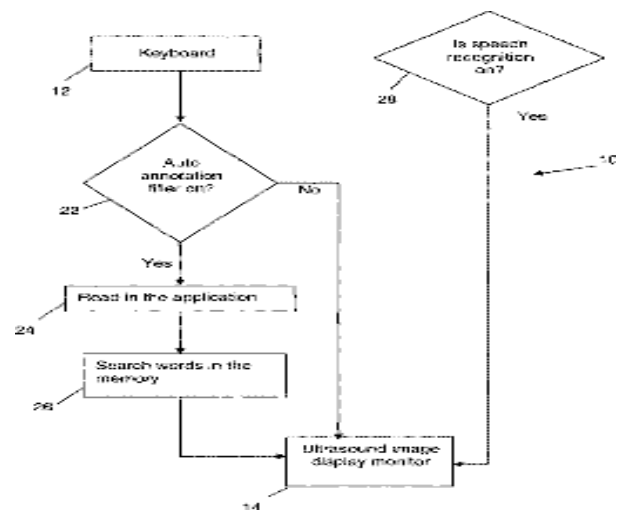 Keyboard
12
Is speech
recognition
on?
28
Yes
10
Auto
annotation
filter on?
22
No
Yes
Read in the application
24
Search words in the
memory
26
Ultrasound image
display monitor
14